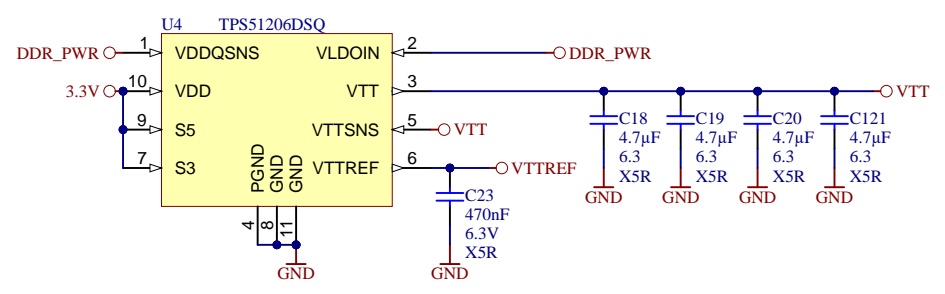 U4 TPS51206DSQ
DDR_PWR 1 VDDQSNS VLDOIN 2 DDR_PWR
3.3V 10 VDD VTT 3 VTT
9 S5 VTTSNS 5 VTT
7 S3 VTTREF 6 VTTREF
PGND GND GND
4 8 11
GND
C23
470nF
6.3V
X5R
GND
C18
4.7µF
6.3
X5R
GND
C19
4.7µF
6.3
X5R
GND
C20
4.7µF
6.3
X5R
GND
C121
4.7µF
6.3
X5R
GND